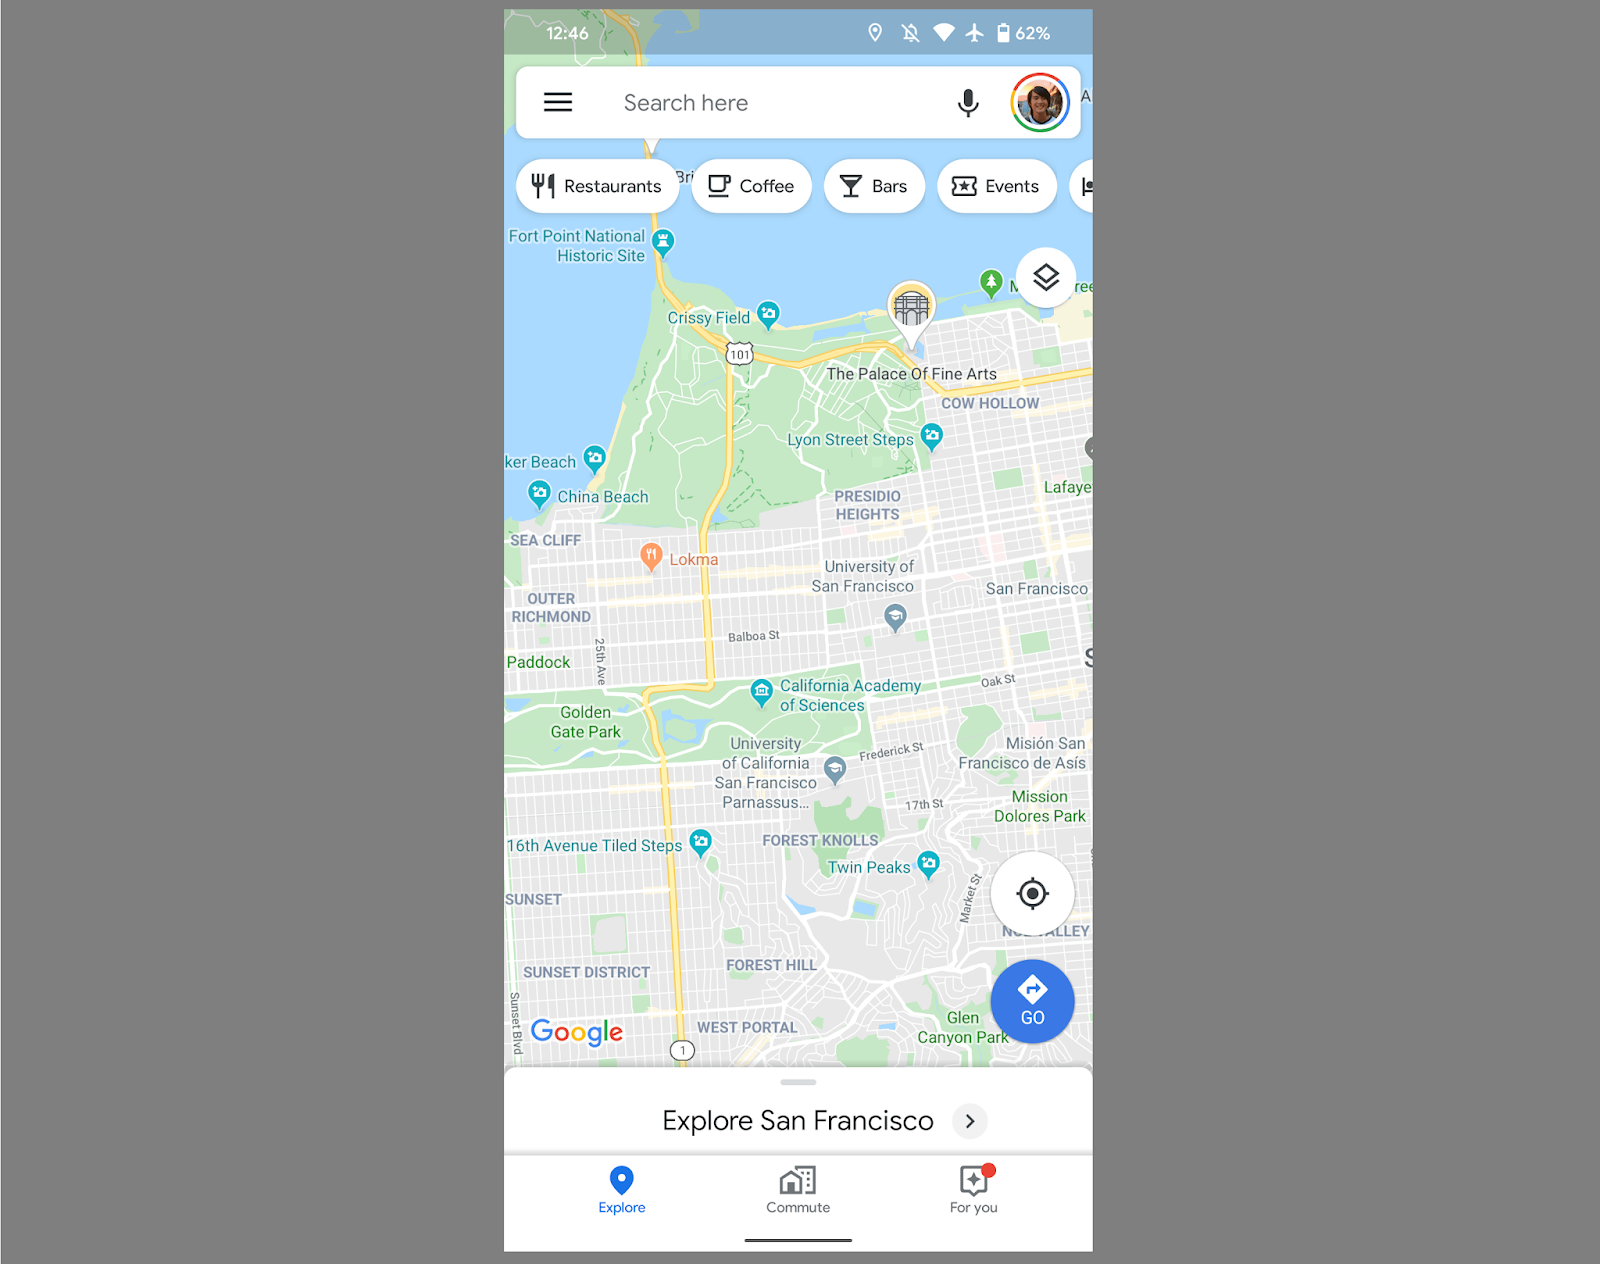 12:46
62%
Search here
Restaurants
Coffee
Bars
Events
Fort Point National
Historic Site
Crissy Field
101
The Palace Of Fine Arts
COW HOLLOW
Lyon Street Steps
ker Beach
China Beach
PRESIDIO
HEIGHTS
Lafaye
SEA CLIFF
Lokma
University of
San Francisco
San Francisco
OUTER
RICHMOND
Balboa St
25th Ave
Paddock
California Academy
of Sciences
Oak St
Golden
Gate Park
University
of California
San Francisco
Parnassus...
Frederick St
Misión San
Francisco de Asís
17th St
Mission
Dolores Park
16th Avenue Tiled Steps
FOREST KNOLLS
Twin Peaks
Market St
SUNSET
SUNSET DISTRICT
FOREST HILL
Sunset Blvd
Google
WEST PORTAL
1
Glen
Canyon Park
GO
Explore San Francisco
Explore
Commute
For you